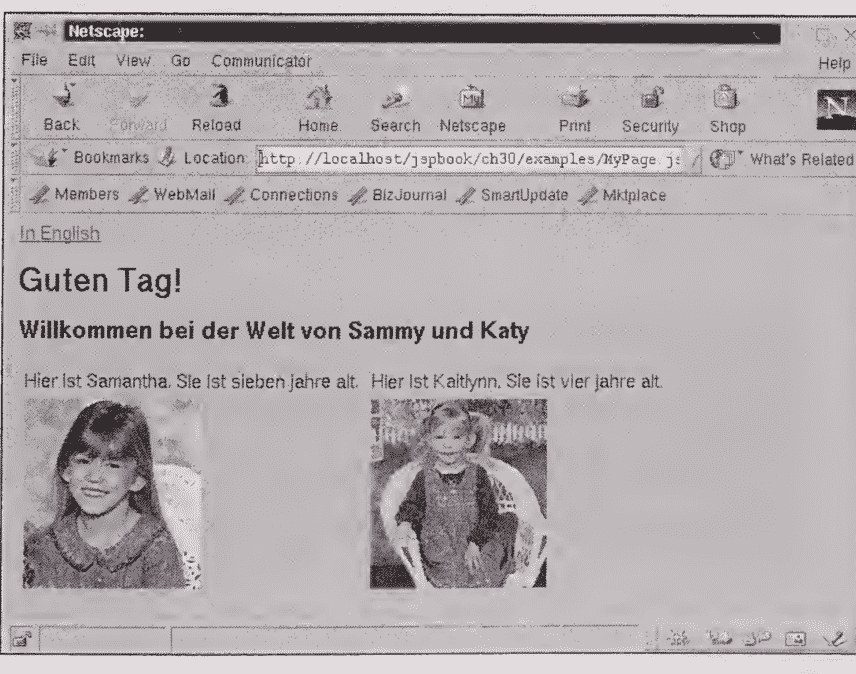 Netscape:
File Edit View Go Communicator Help
Back Forward Reload Home Search Netscape Print Security Shop
Bookmarks Location: http://localhost/jspbook/ch30/examples/MyPage.js What's Related
Members WebMail Connections BizJournal SmartUpdate Mktplace
In English
Guten Tag!
Willkommen bei der Welt von Sammy und Katy
Hier ist Samantha. Sie ist sieben jahre alt. Hier ist Kaitlynn. Sie ist vier jahre alt.